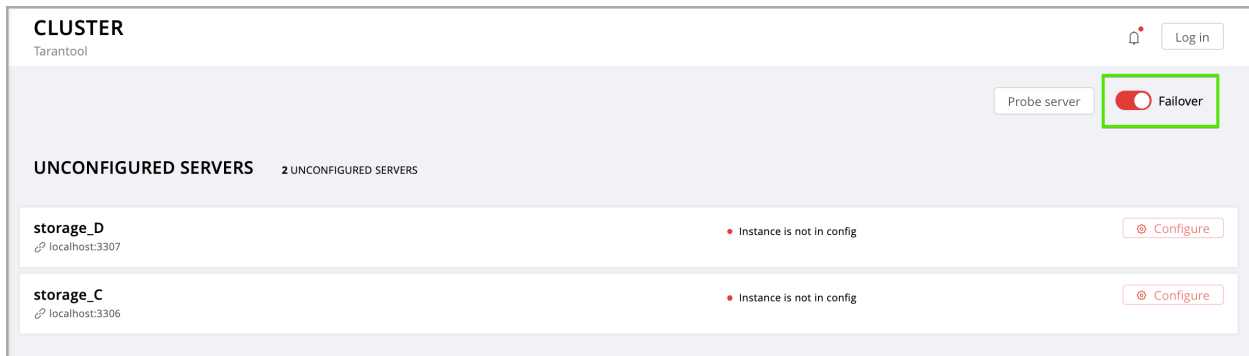 CLUSTER
Tarantool
Log in
Probe server
Failover
UNCONFIGURED SERVERS
2 UNCONFIGURED SERVERS
storage_D
localhost:3307
Instance is not in config
Configure
storage_C
localhost:3306
Instance is not in config
Configure